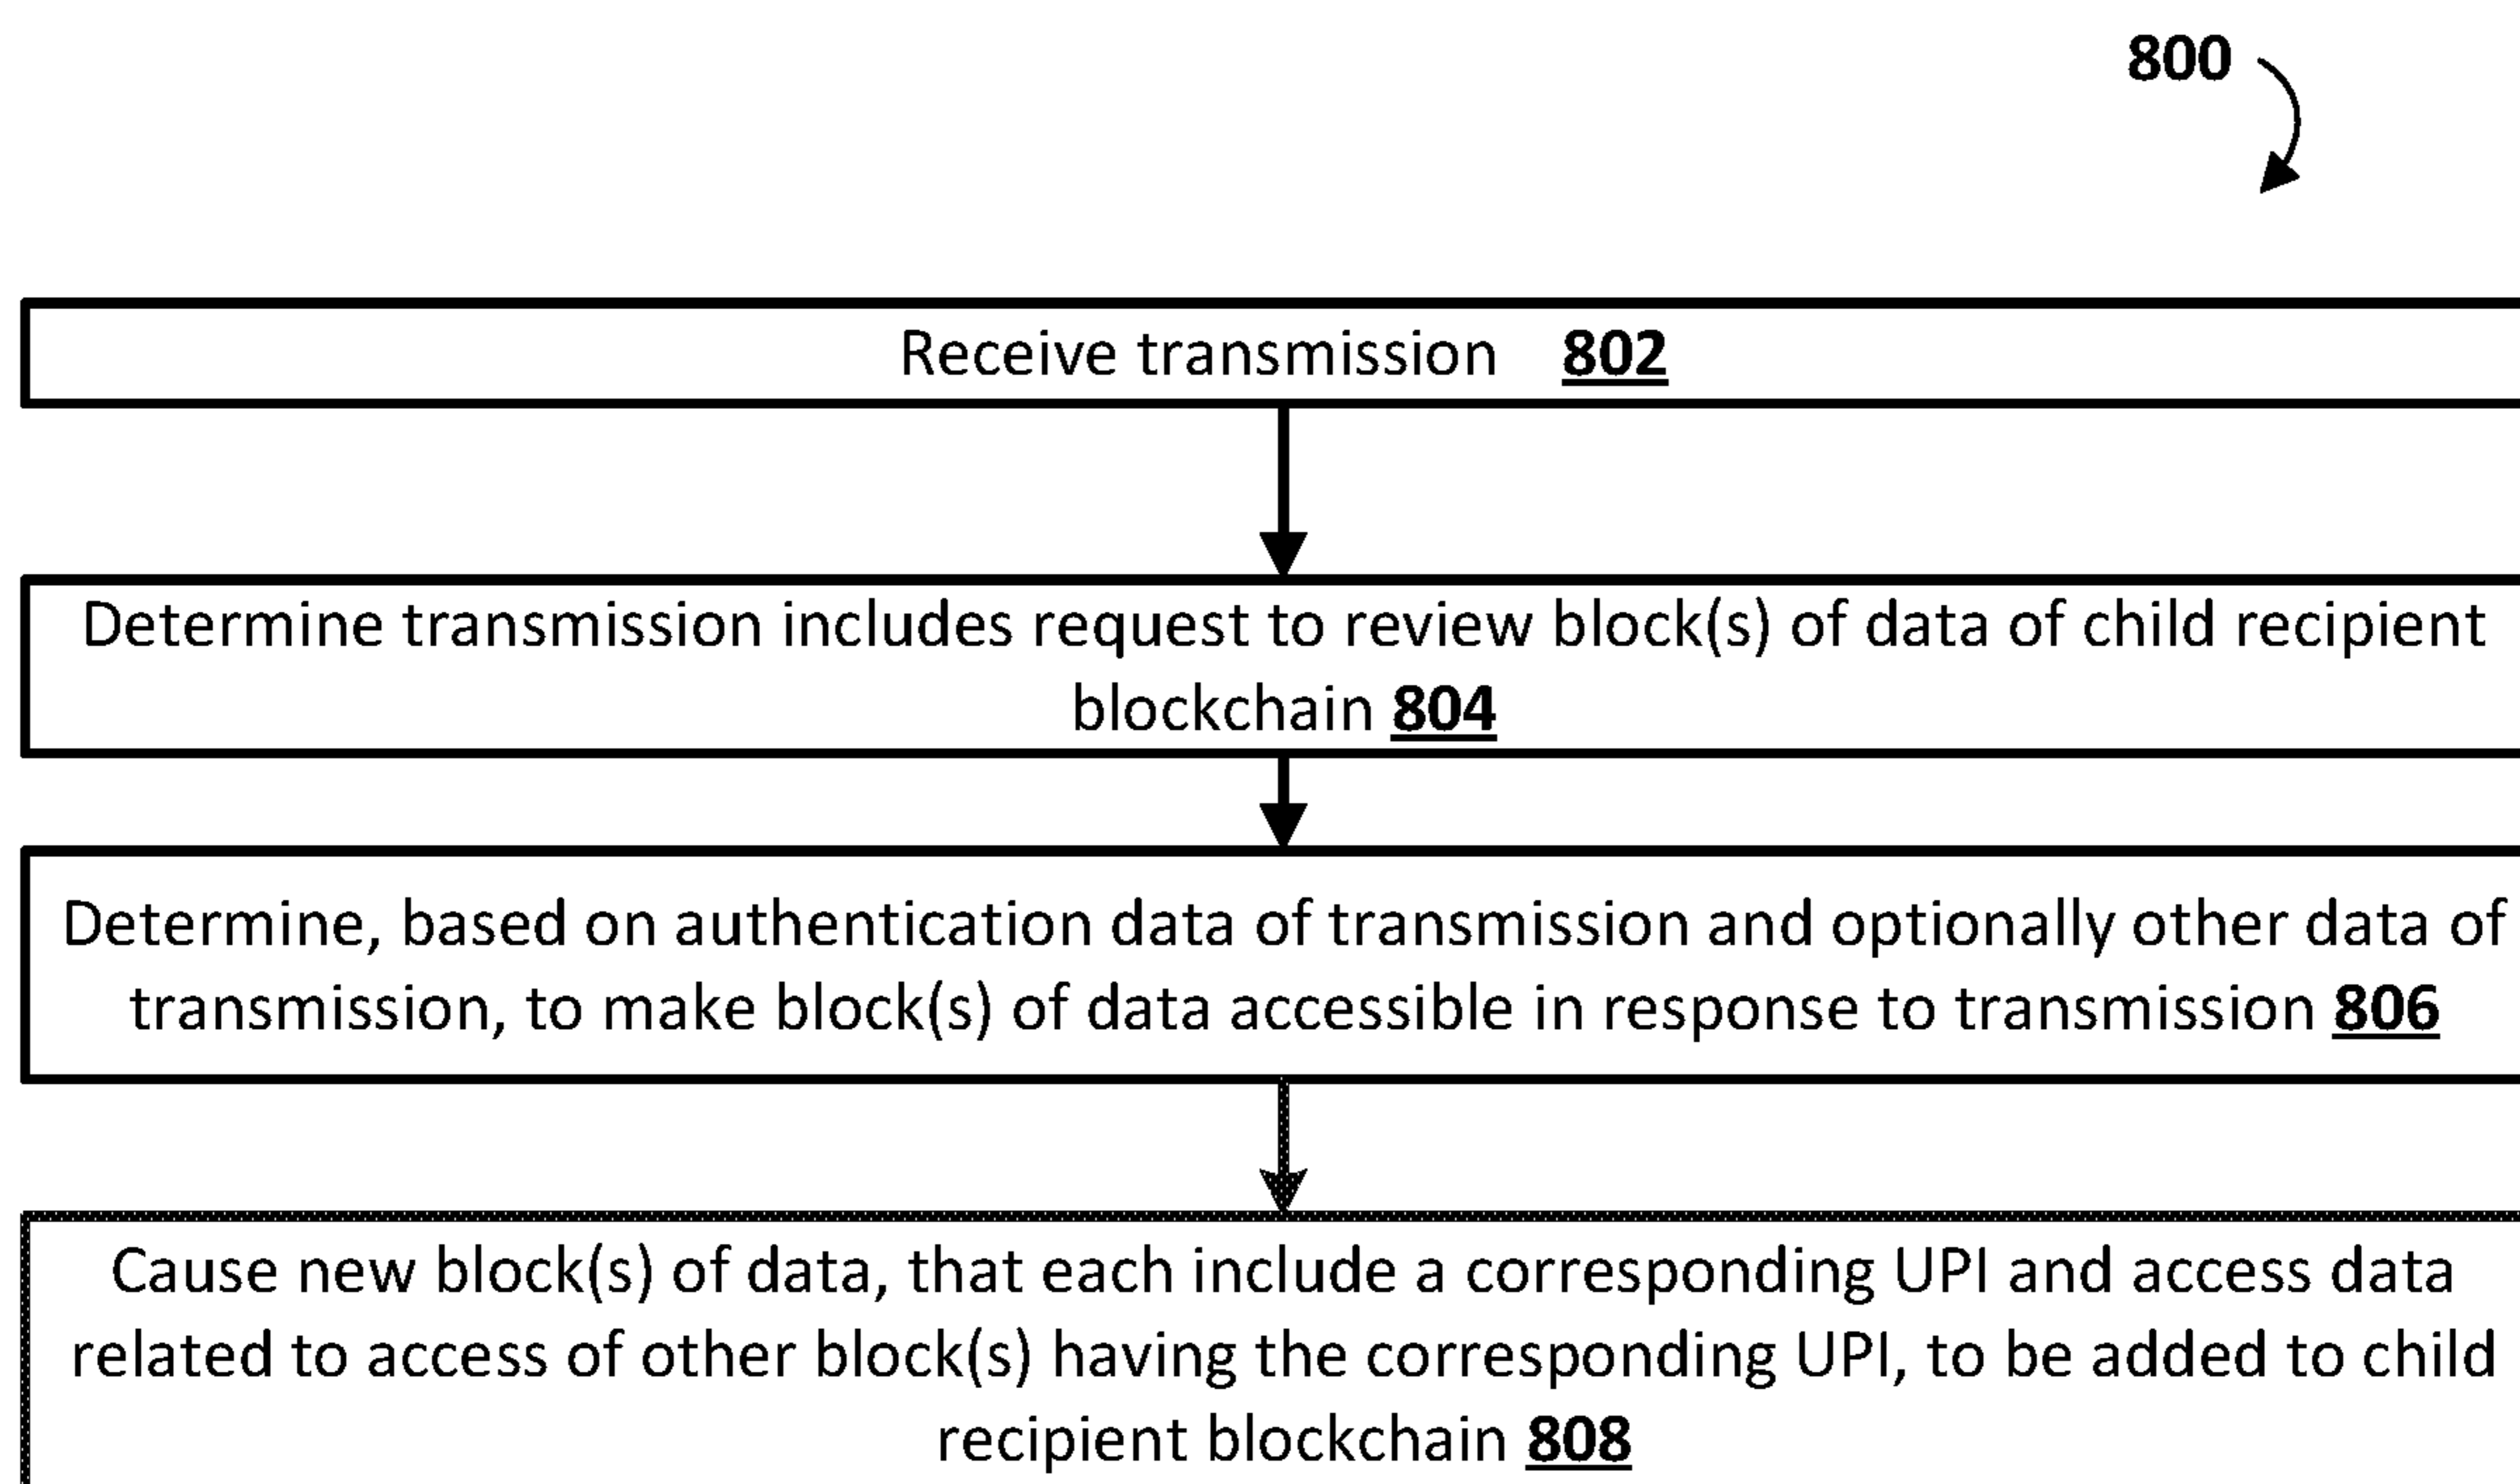 800
Receive transmission 802
Determine transmission includes request to review block(s) of data of child recipient
blockchain 804
Determine, based on authentication data of transmission and optionally other data of
transmission, to make block(s) of data accessible in response to transmission 806
Cause new block(s) of data, that each include a corresponding UPI and access data
related to access of other block(s) having the corresponding UPI, to be added to child
recipient blockchain 808